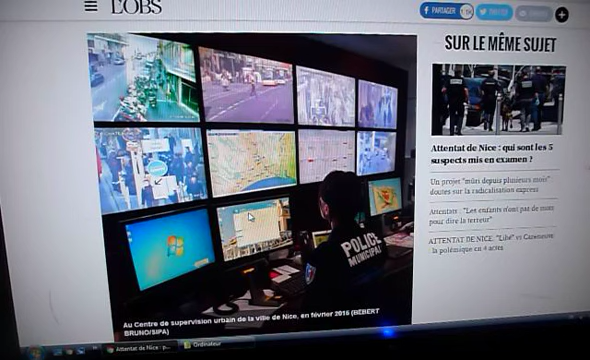 L'OBS
PARTAGER
SUR LE MÊME SUJET
Attentat de Nice : qui sont les 5
suspects mis en examen ?
Un projet "mûri depuis plusieurs mois"
doutes sur la radicalisation express
Attentats : "Les enfants n'ont pas de mots
pour dire la terreur"
ATTENTAT DE NICE. "Libé" vs Cazeneuve
la polémique en 4 actes
POLICE
MUNICIPALE
Au Centre de supervision urbain de la ville de Nice, en février 2016 (BEBERT
BRUNO/SIPA)
Attentat de Nice : p...
Ordinateur